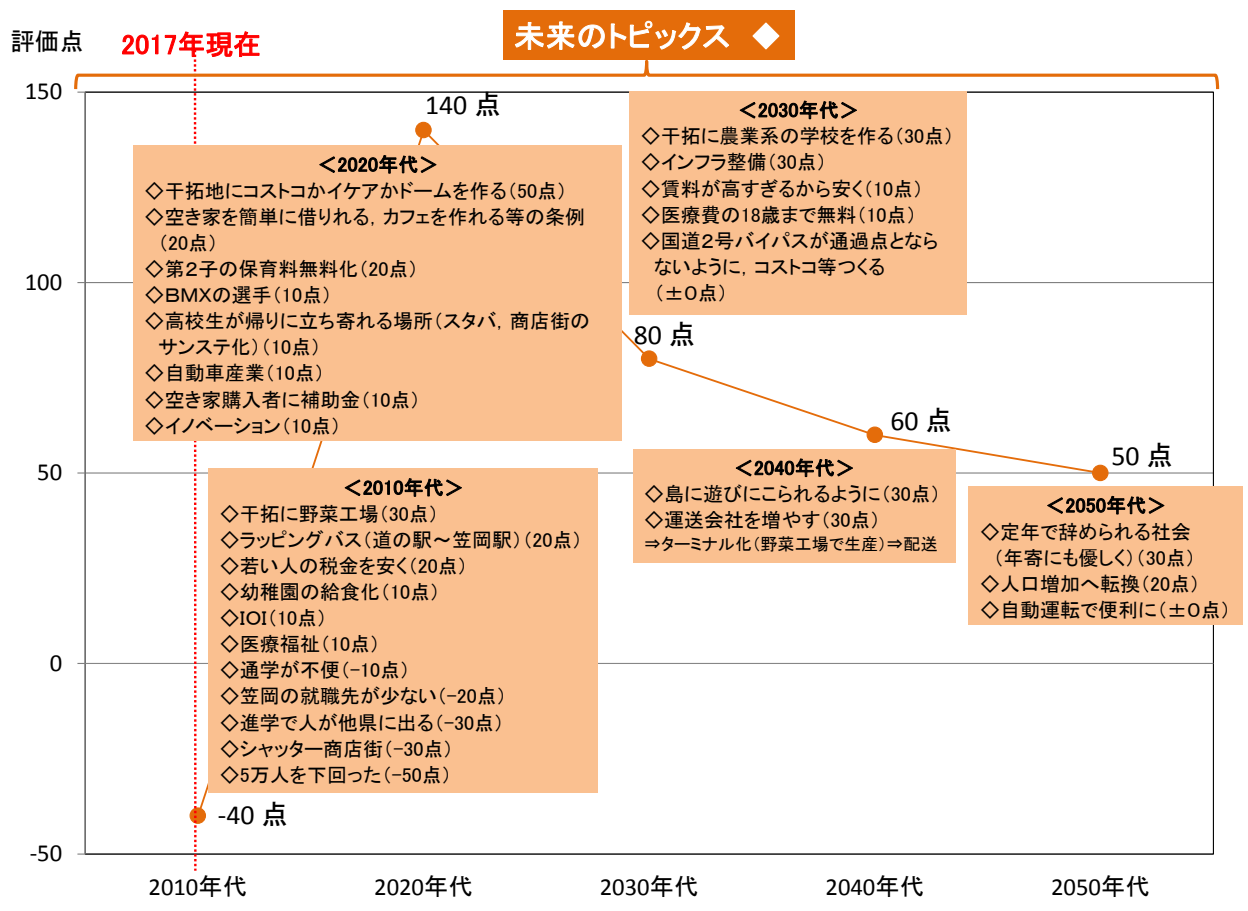 評価点
2017年現在
未来のトピックス ◆
150
100
50
0
-50
140 点
<2020年代>
◇干拓地にコストコかイケアかドームを作る(50点)
◇空き家を簡単に借りれる,カフェを作れる等の条例
(20点)
◇第2子の保育料無料化(20点)
◇BMXの選手(10点)
◇高校生が帰りに立ち寄れる場所(スタバ,商店街の
サンステ化)(10点)
◇自動車産業(10点)
◇空き家購入者に補助金(10点)
◇イノベーション(10点)
<2030年代>
◇干拓に農業系の学校を作る(30点)
◇インフラ整備(30点)
◇賃料が高すぎるから安く(10点)
◇医療費の18歳まで無料(10点)
◇国道2号バイパスが通過点となら
ないように,コストコ等つくる
(±0点)
80 点
60 点
50 点
<2010年代>
◇干拓に野菜工場(30点)
◇ラッピングバス(道の駅~笠岡駅)(20点)
◇若い人の税金を安く(20点)
◇幼稚園の給食化(10点)
◇IOI(10点)
◇医療福祉(10点)
◇通学が不便(-10点)
◇笠岡の就職先が少ない(-20点)
◇進学で人が他県に出る(-30点)
◇シャッター商店街(-30点)
◇5万人を下回った(-50点)
<2040年代>
◇島に遊びにこられるように(30点)
◇運送会社を増やす(30点)
⇒ターミナル化(野菜工場で生産)⇒配送
<2050年代>
◇定年で辞められる社会
(年寄にも優しく)(30点)
◇人口増加へ転換(20点)
◇自動運転で便利に(±0点)
-40 点
2010年代
2020年代
2030年代
2040年代
2050年代